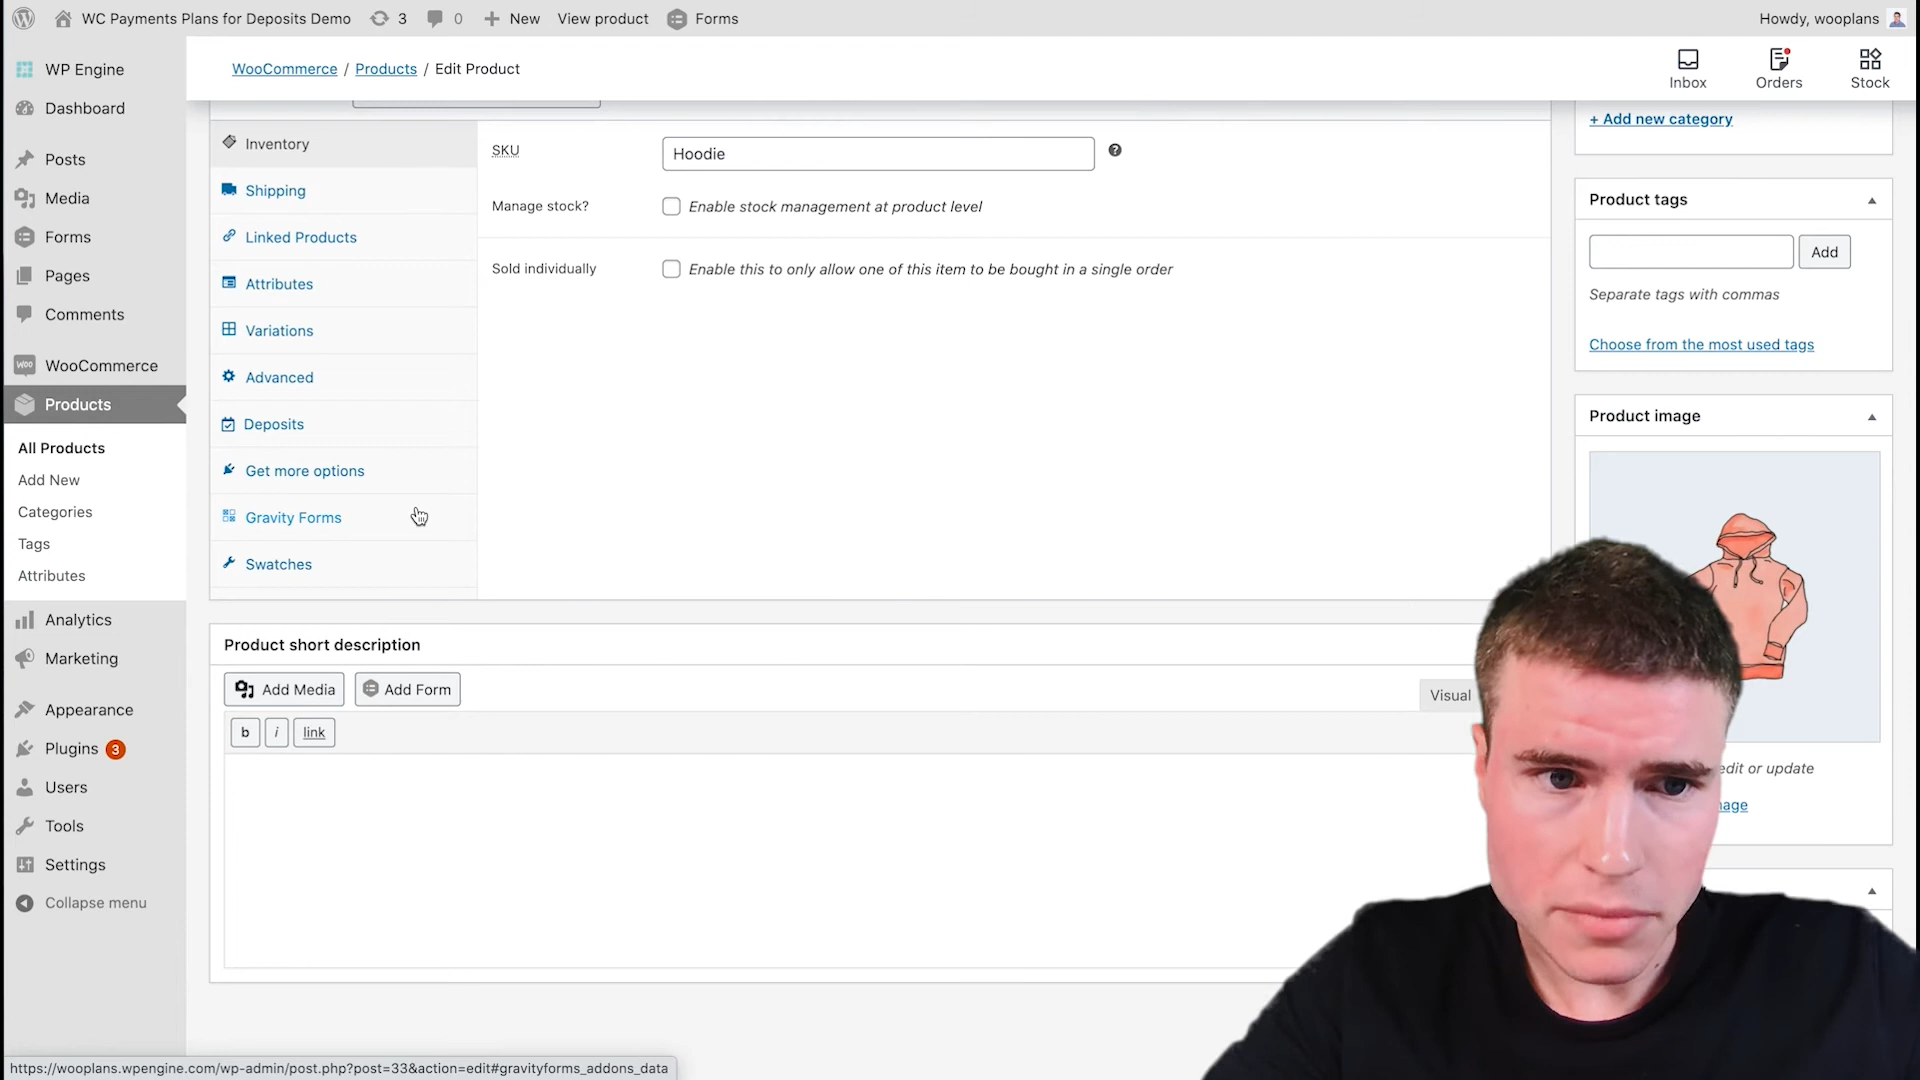 WC Payments Plans for Deposits Demo 3 0 New View product Forms Howdy, wooplans
WP Engine
Dashboard
Posts
Media
Forms
Pages
Comments
WooCommerce
Products
All Products
Add New
Categories
Tags
Attributes
Analytics
Marketing
Appearance
Plugins 3
Users
Tools
Settings
Collapse menu
WooCommerce / Products / Edit Product
Inbox Orders Stock
Inventory
Shipping
Linked Products
Attributes
Variations
Advanced
Deposits
Get more options
Gravity Forms
Swatches
SKU Hoodie ?
Manage stock? Enable stock management at product level
Sold individually Enable this to only allow one of this item to be bought in a single order
Product short description
Add Media Add Form
Visual
b i link
+ Add new category
Product tags
Add
Separate tags with commas
Choose from the most used tags
Product image
edit or update
https://wooplans.wpengine.com/wp-admin/post.php?post=33&action=edit#gravityforms_addons_data